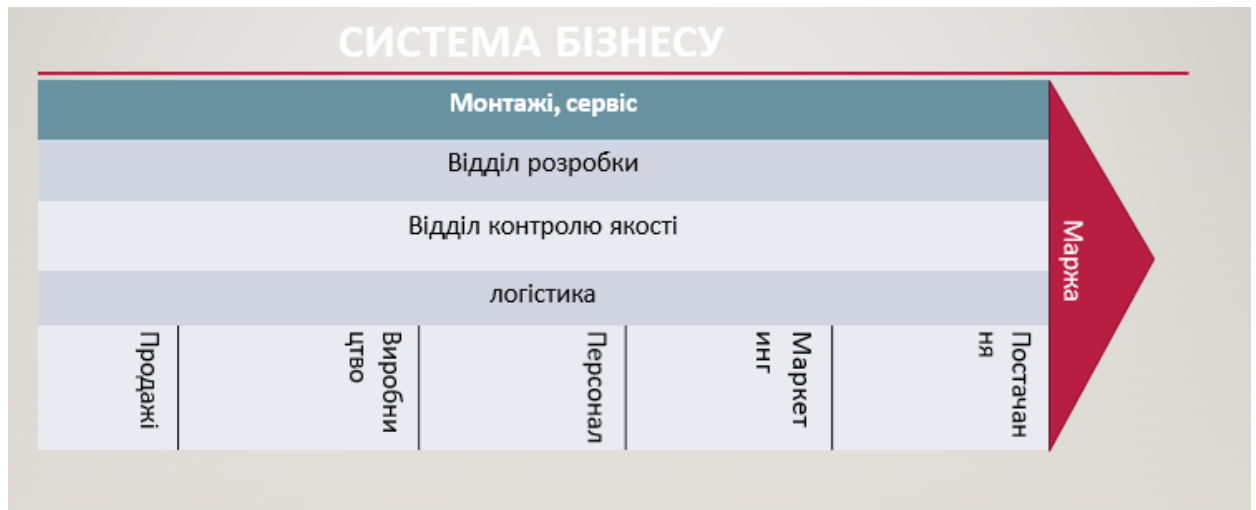 СИСТЕМА БІЗНЕСУ
Монтажі, сервіс
Відділ розробки
Відділ контролю якості
логістика
Продажі
Виробни
цтво
Персонал
Маркет
инг
Постачан
ня
Маржа